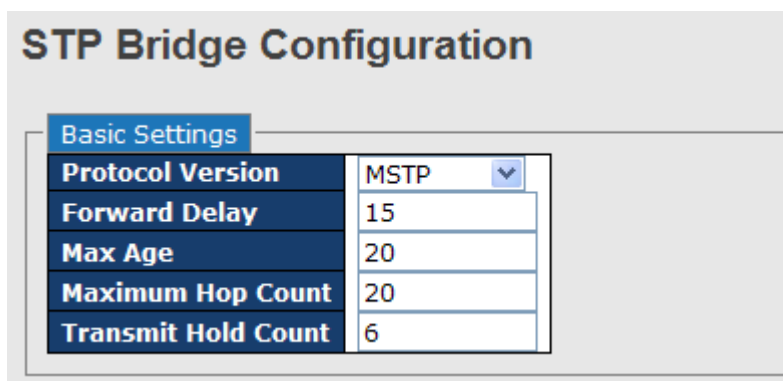 STP Bridge Configuration
Basic Settings
Protocol Version MSTP
Forward Delay 15
Max Age 20
Maximum Hop Count 20
Transmit Hold Count 6